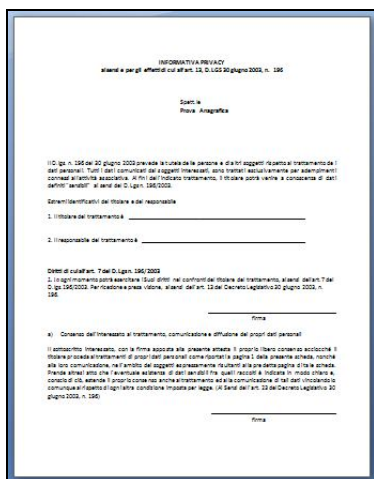 INFORMATIVA PRIVACY
ai sensi e per gli effetti di cui all'art. 13, D.LGS 30 giugno 2003, n. 196
Spett.le
Prova Anagrafica
Il D.lgs. n. 196 del 30 giugno 2003 prevede la tutela delle persone e di altri soggetti rispetto al trattamento dei
dati personali. Tutti i dati comunicati dai soggetti interessati, sono trattati esclusivamente per adempimenti
connessi all'attività associativa. Ai fini dell'indicato trattamento, il titolare potrà venire a conoscenza di dati
definiti "sensibili" ai sensi del D.Lgs n. 196/2003.
Estremi identificativi del titolare e del responsabile
1. Il titolare del trattamento è
2. Il responsabile del trattamento è
Diritti di cui all'art. 7 del D.Lgs n. 196/2003
1. In ogni momento potrà esercitare i Suoi diritti nei confronti del titolare del trattamento, ai sensi dell'art. 7 del
D.lgs 196/2003. Per ricezione e presa visione, ai sensi dell'art. 13 del Decreto Legislativo 30 giugno 2003, n.
196.
firma
a) Consenso dell'interessato al trattamento, comunicazione e diffusione dei propri dati personali
Il sottoscritto interessato, con la firma apposta alla presente attesta il proprio libero consenso acciocchè il
titolare proceda ai trattamenti di propri dati personali come riportati a pagina 1 della presente scheda, nonché
alla loro comunicazione, nell'ambito dei soggetti espressamente risultanti alla predetta pagina di tale scheda.
Prende altresì atto che l'eventuale esistenza di dati sensibili fra quelli raccolti è indicata in modo chiaro e,
conscio di ciò, estende il proprio consenso anche al trattamento ed alla comunicazione di tali dati vincolando lo
comunque al rispetto di ogni altra condizione imposta per legge. (Ai Sensi dell'art. 23 del Decreto Legislativo 30
giugno 2003, n. 196)
firma